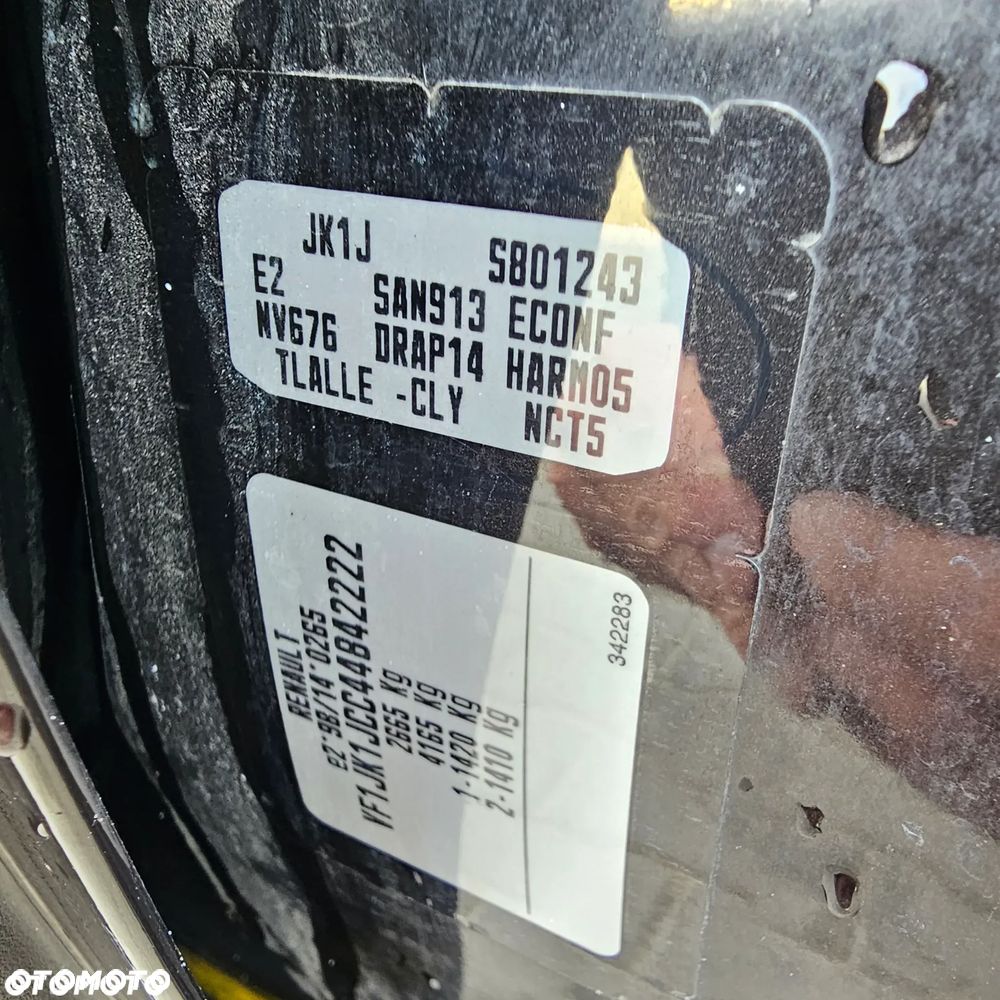 JK1J S801243
E2 SAN913 ECONF
NV676 DRAP14 HARM05
TLALLE -CLY NCT5
RENAULT
E2*98/14*0265
VF1JK1JCC44842222
2665 Kg
4165 Kg
1-1420 Kg
2-1410 Kg
342283
OTOMOTO